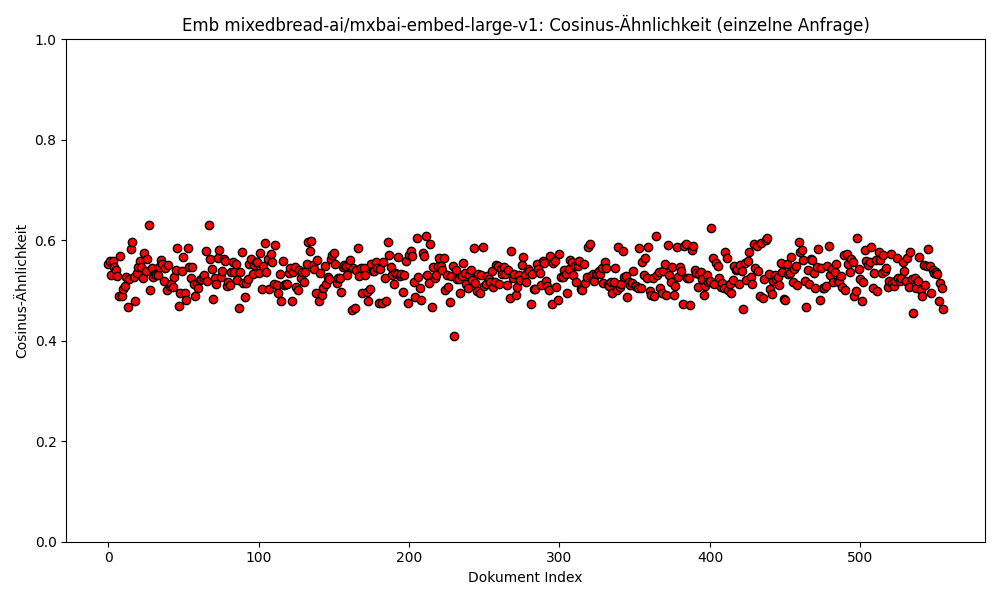 Emb mixedbread-ai/mxbai-embed-large-v1: Cosinus-Ähnlichkeit (einzelne Anfrage)
1.0
0.8
0.6
0.4
0.2
0.0
Cosinus-Ähnlichkeit
0 100 200 300 400 500
Dokument Index